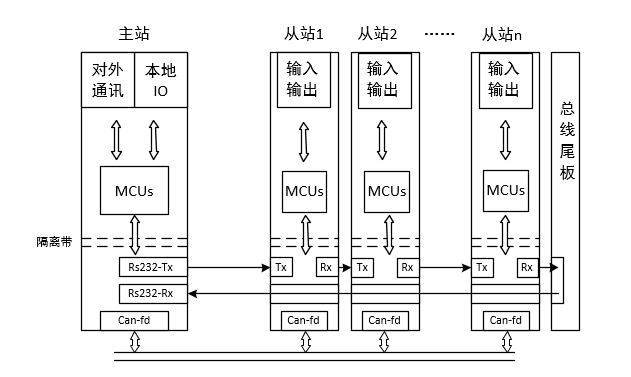 主站
从站1
从站2
……
从站n
对外
通讯
本地
IO
输入
输出
输入
输出
输入
输出
总线尾板
MCUs
MCUs
MCUs
MCUs
隔离带
Rs232-Tx
Tx
Rx
Tx
Rx
Tx
Rx
Rs232-Rx
Can-fd
Can-fd
Can-fd
Can-fd